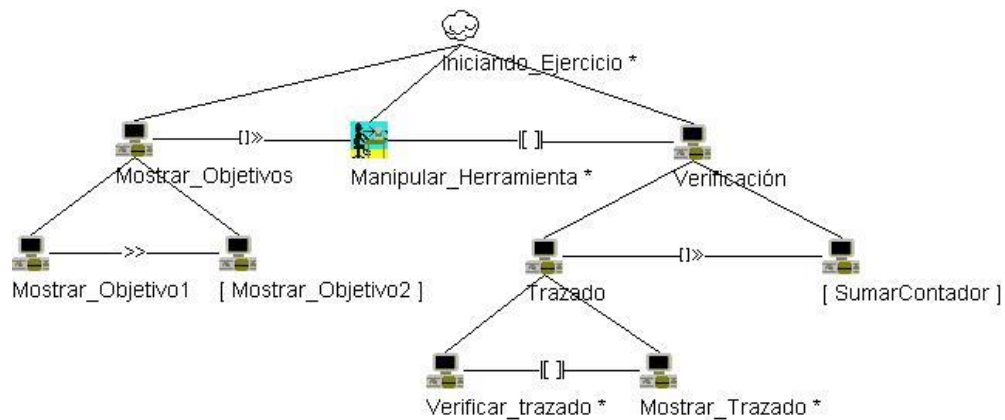 Iniciando_Ejercicio *
[]» |[ ]|
Mostrar_Objetivos Manipular_Herramienta * Verificación
>> []»
Mostrar_Objetivo1 [ Mostrar_Objetivo2 ] Trazado [ SumarContador ]
|[ ]|
Verificar_trazado * Mostrar_Trazado *